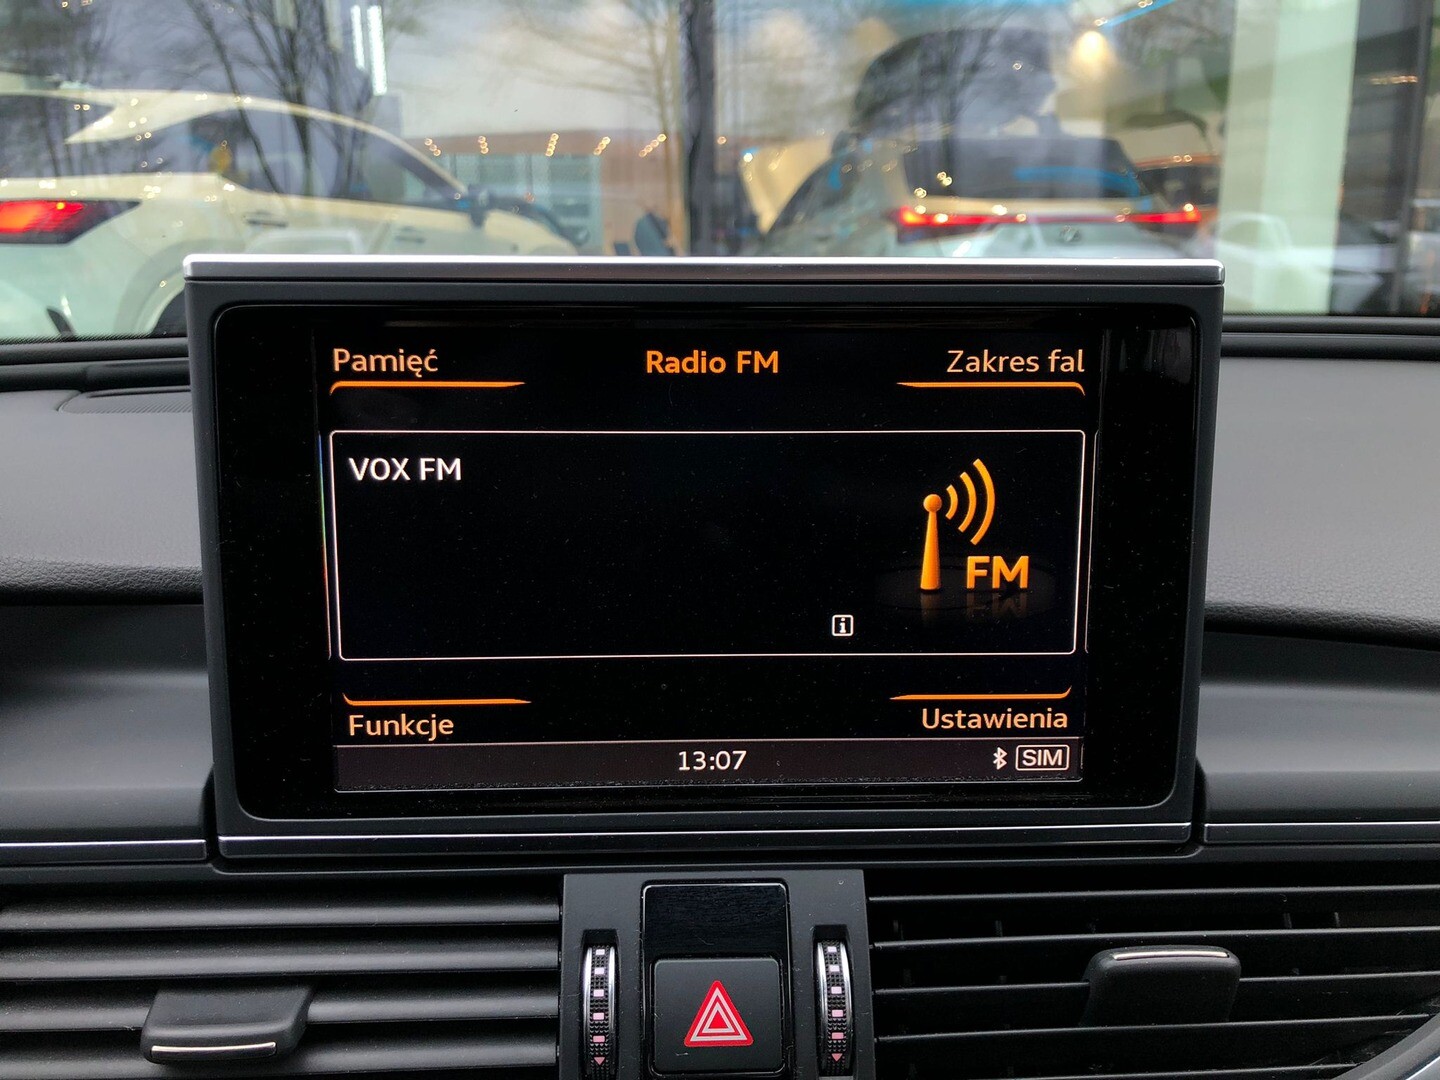 Pamięć
Radio FM
Zakres fal
VOX FM
FM
i
Funkcje
Ustawienia
13:07
SIM